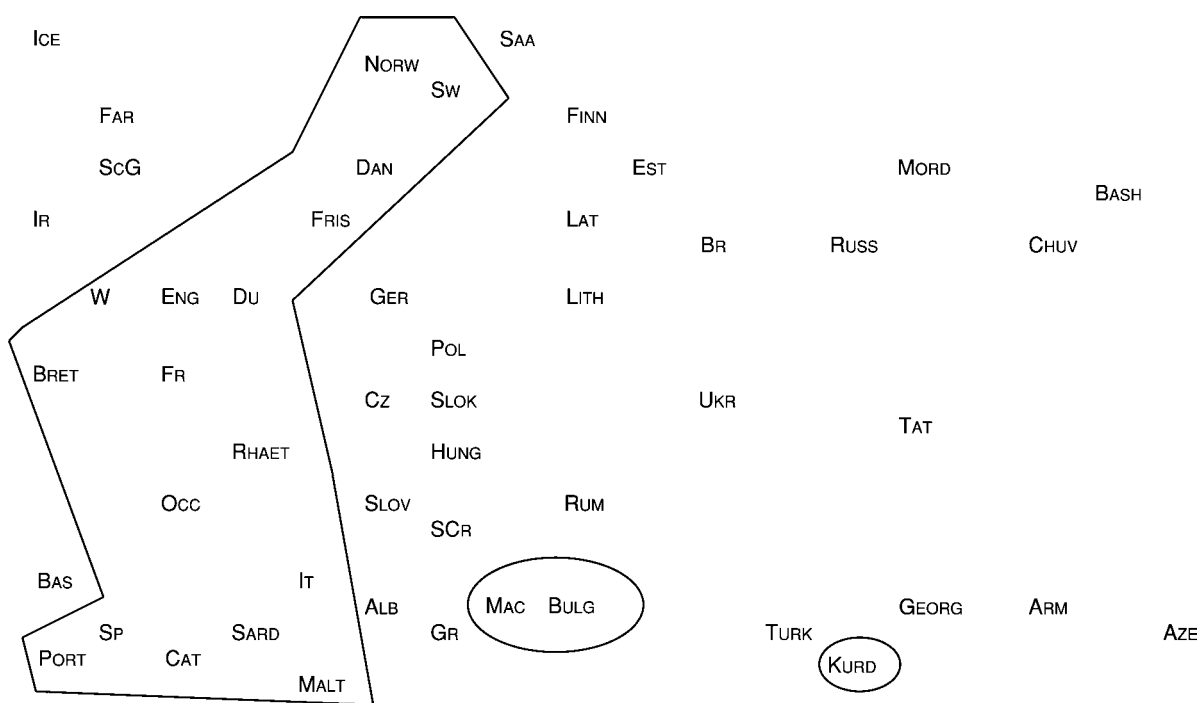 ICE SAA
NORW
SW
FAR FINN
SCG DAN EST MORD
BASH
IR FRIS LAT
BR RUSS CHUV
W ENG DU GER LITH
POL
BRET FR
CZ SLOK UKR
TAT
RHAET HUNG
OCC SLOV RUM
SCR
BAS IT
ALB MAC BULG GEORG ARM
SP SARD GR TURK AZE
PORT CAT KURD
MALT